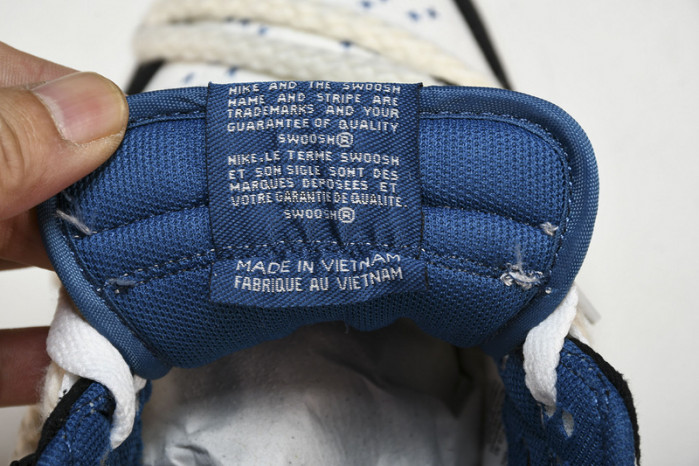 NIKE AND THE SWOOSH
NAME AND STRIPE ARE
TRADEMARKS AND YOUR
GUARANTEE OF QUALITY
SWOOSH®
NIKE:LE TERME SWOOSH
ET SON SIGLE SONT DES
MARQUES DEPOSEES ET
VOTRE GARANTIE DE QUALITE.
SWOOSH®
MADE IN VIETNAM
FABRIQUE AU VIETNAM